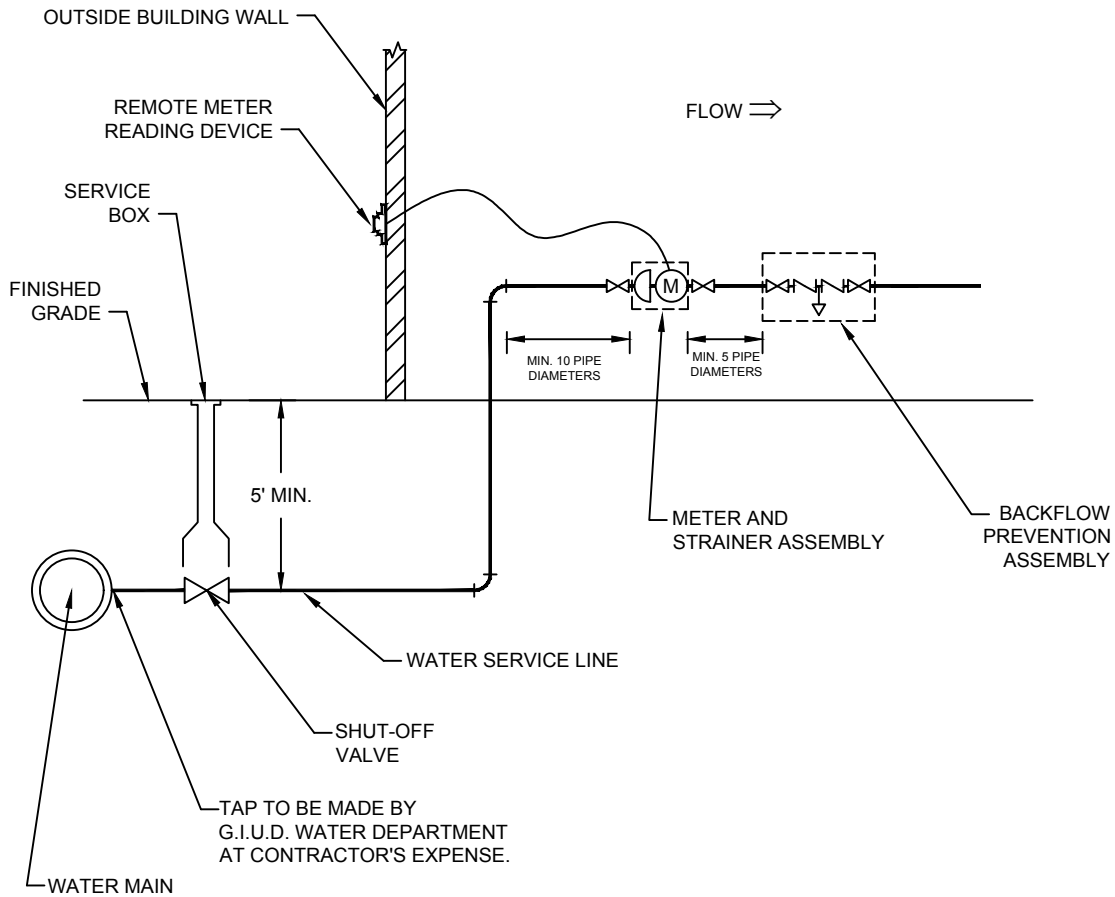 OUTSIDE BUILDING WALL
REMOTE METER
READING DEVICE
FLOW
SERVICE
BOX
FINISHED
GRADE
M
MIN. 10 PIPE
DIAMETERS
MIN. 5 PIPE
DIAMETERS
5' MIN.
METER AND
STRAINER ASSEMBLY
BACKFLOW
PREVENTION
ASSEMBLY
WATER SERVICE LINE
SHUT-OFF
VALVE
TAP TO BE MADE BY
G.I.U.D. WATER DEPARTMENT
AT CONTRACTOR'S EXPENSE.
WATER MAIN